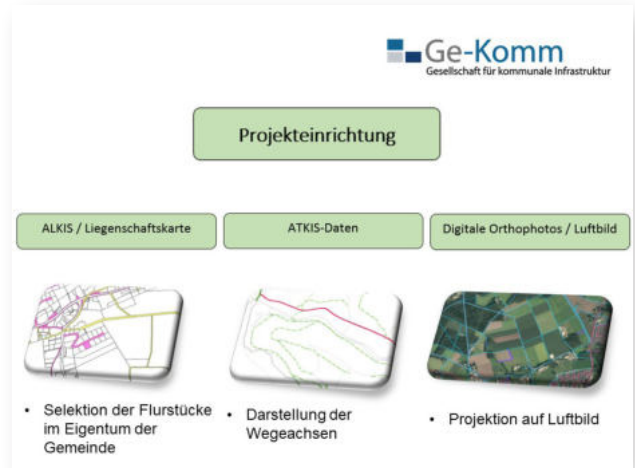 Ge-Komm
Gesellschaft für kommunale Infrastruktur
Projekteinrichtung
ALKIS / Liegenschaftskarte
ATKIS-Daten
Digitale Orthophotos / Luftbild
• Selektion der Flurstücke
im Eigentum der
Gemeinde
• Darstellung der
Wegeachsen
• Projektion auf Luftbild